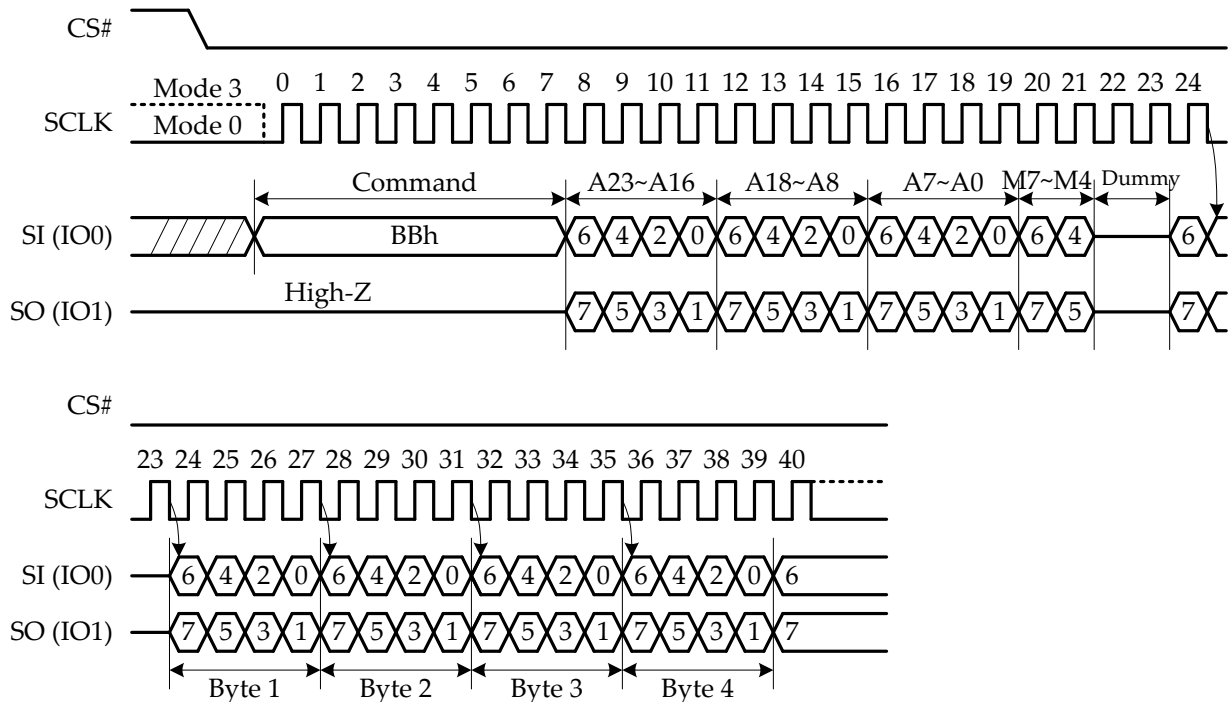 CS#
0 1 2 3 4 5 6 7 8 9 10 11 12 13 14 15 16 17 18 19 20 21 22 23 24
Mode 3
SCLK
Mode 0
Command A23~A16 A18~A8 A7~A0 M7~M4 Dummy
SI (IO0) BBh 6 4 2 0 6 4 2 0 6 4 2 0 6 4 6
High-Z
SO (IO1) 7 5 3 1 7 5 3 1 7 5 3 1 7 5 7
CS#
23 24 25 26 27 28 29 30 31 32 33 34 35 36 37 38 39 40
SCLK
SI (IO0) 6 4 2 0 6 4 2 0 6 4 2 0 6 4 2 0 6
SO (IO1) 7 5 3 1 7 5 3 1 7 5 3 1 7 5 3 1 7
Byte 1 Byte 2 Byte 3 Byte 4